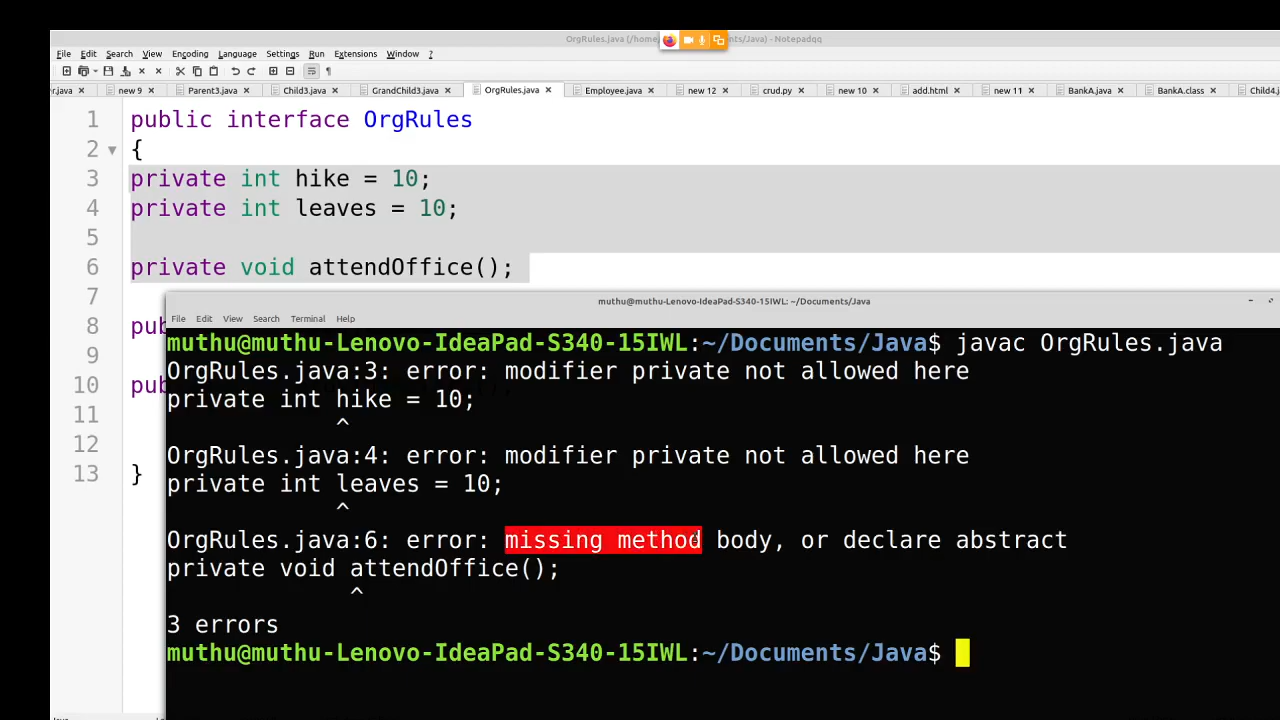 OrgRules.java (/home ents/Java) - Notepadqq
File Edit Search View Encoding Language Settings Run Extensions Window ?
r.java new 9 Parent3.java Child3.java GrandChild3.java OrgRules.java Employee.java new 12 crud.py new 10 add.html new 11 BankA.java BankA.class Child4.j
1 public interface OrgRules
2 {
3 private int hike = 10;
4 private int leaves = 10;
5
6 private void attendOffice();
7
8 pub
9
10 pub
11
12
13 }
muthu@muthu-Lenovo-IdeaPad-S340-15IWL: ~/Documents/Java
File Edit View Search Terminal Help
muthu@muthu-Lenovo-IdeaPad-S340-15IWL:~/Documents/Java$ javac OrgRules.java
OrgRules.java:3: error: modifier private not allowed here
private int hike = 10;
^
OrgRules.java:4: error: modifier private not allowed here
private int leaves = 10;
^
OrgRules.java:6: error: missing method body, or declare abstract
private void attendOffice();
^
3 errors
muthu@muthu-Lenovo-IdeaPad-S340-15IWL:~/Documents/Java$